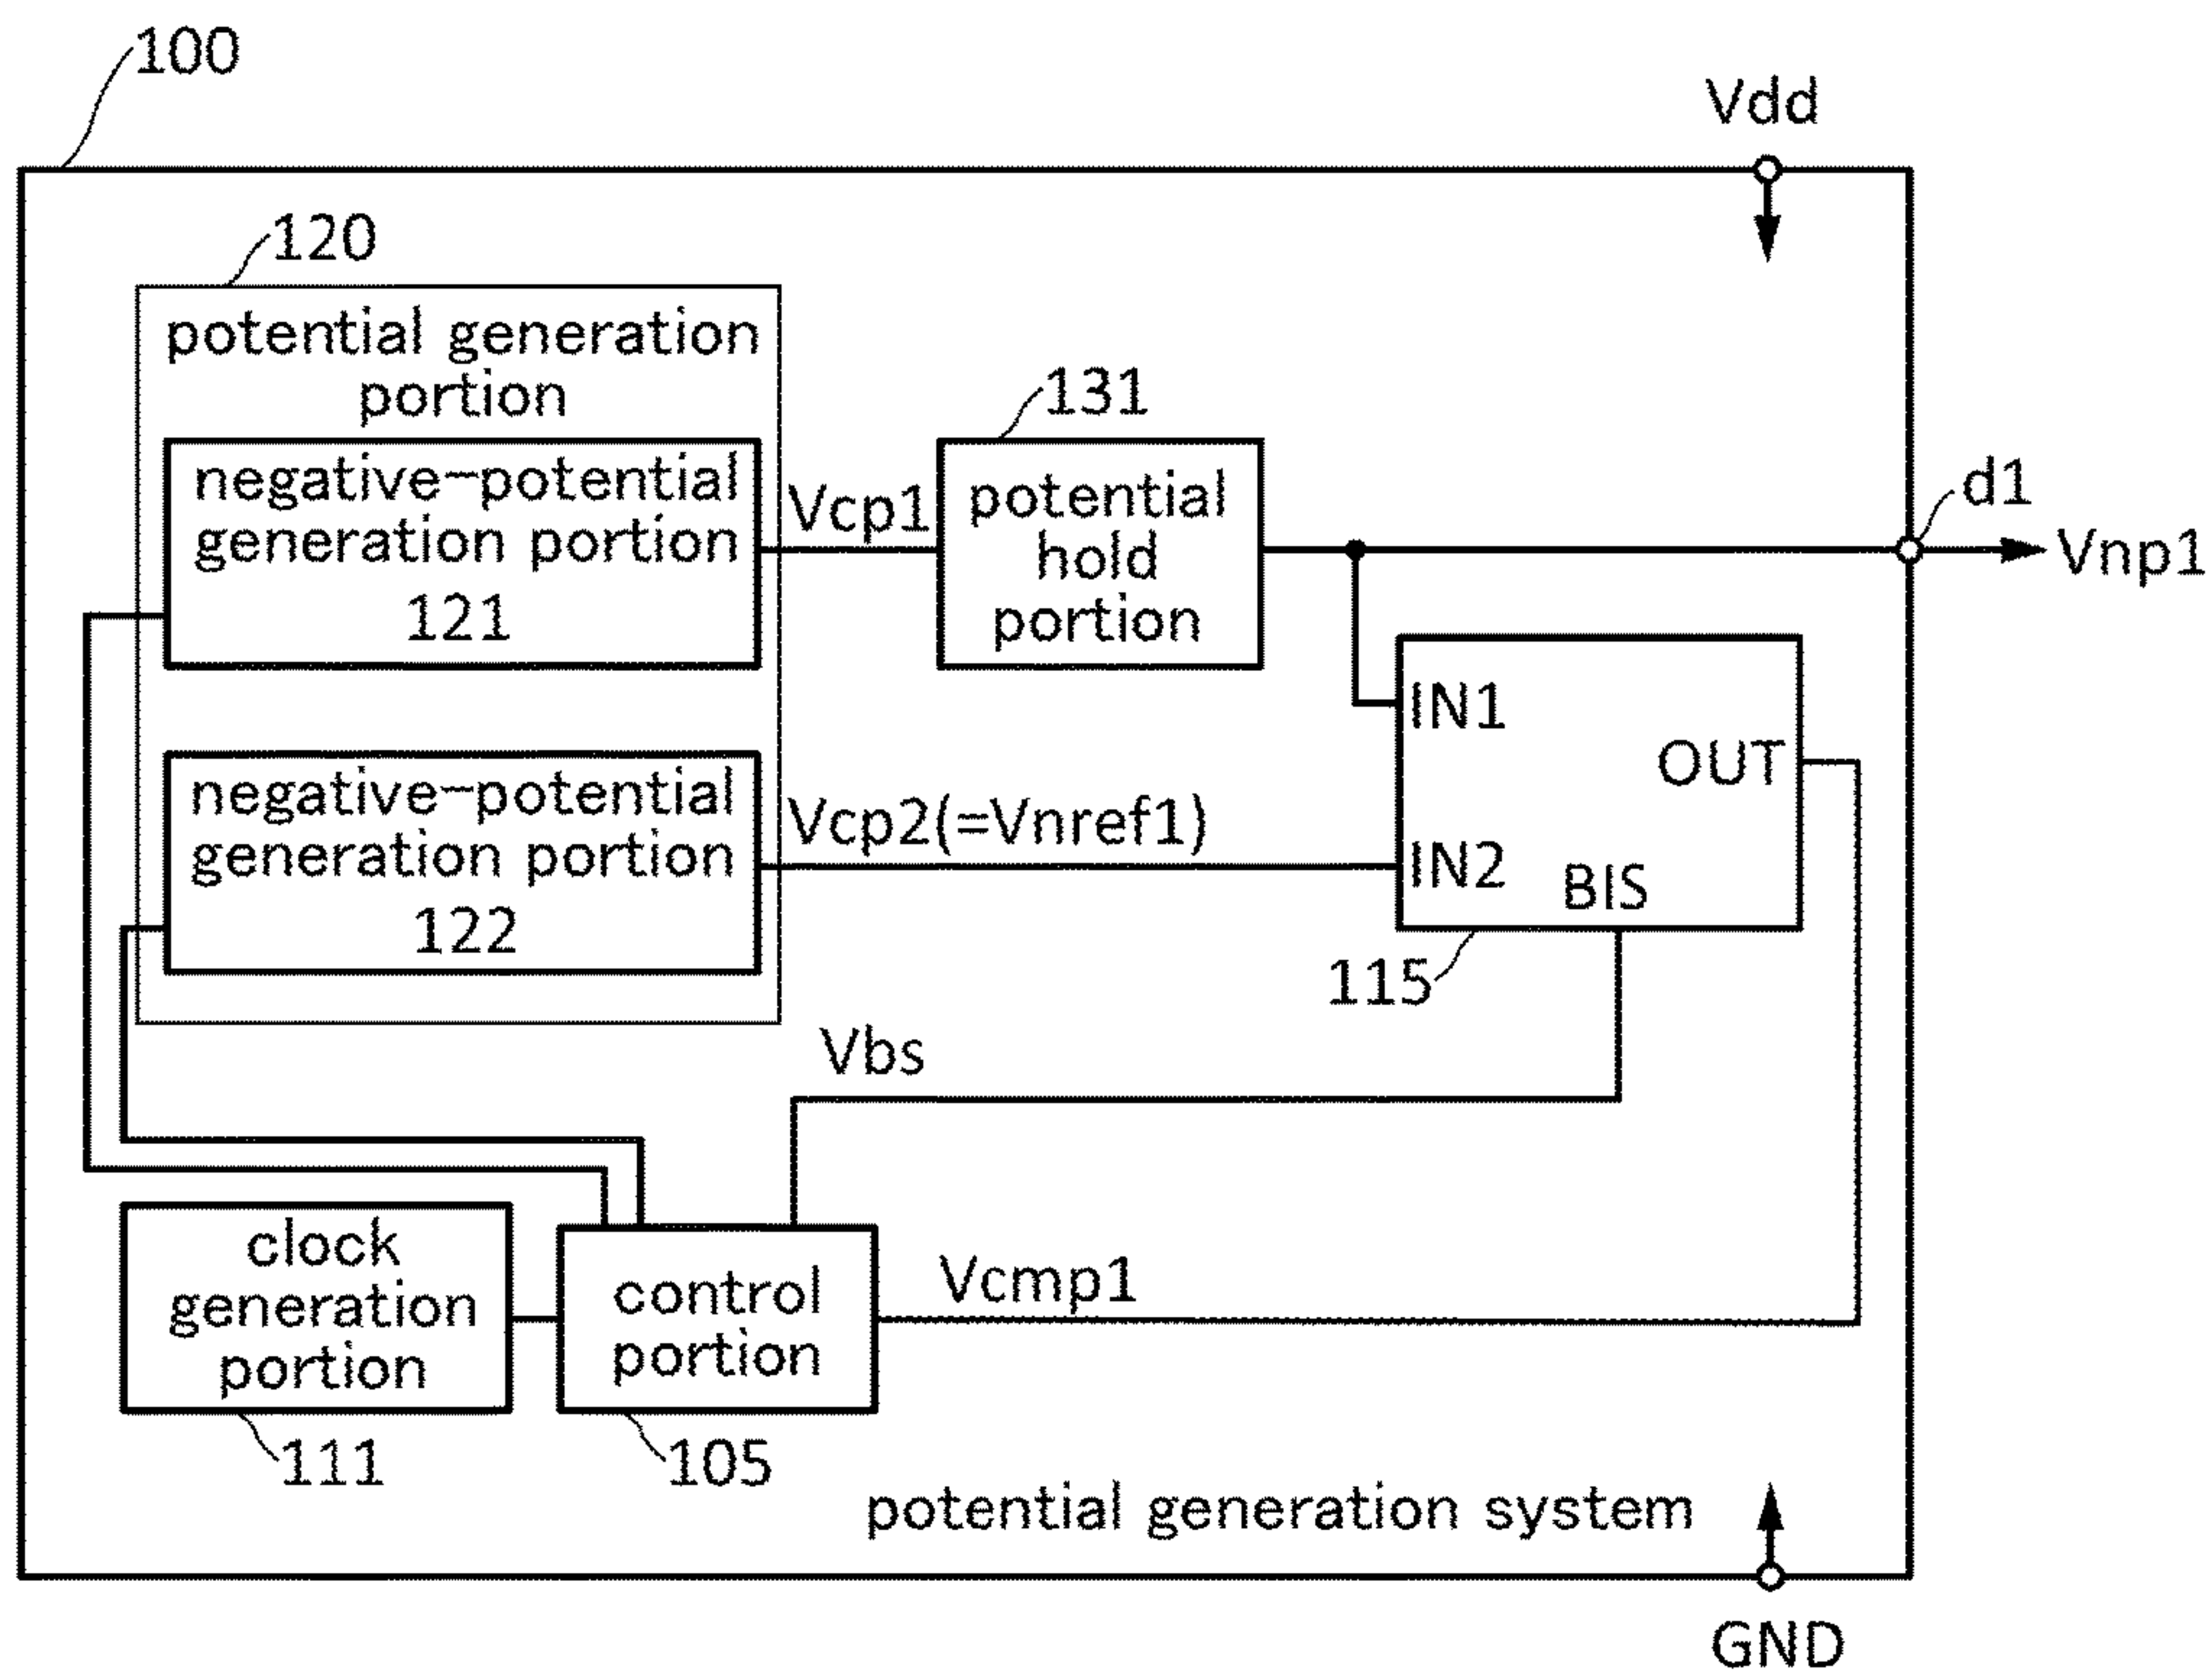 100
Vdd
120
potential generation
portion
131
negative-potential
generation portion
121
Vcp1
potential
hold
portion
d1
Vnp1
negative-potential
generation portion
122
Vcp2(=Vnref1)
IN1
OUT
IN2
BIS
115
Vbs
clock
generation
portion
111
control
portion
105
Vcmp1
potential generation system
GND